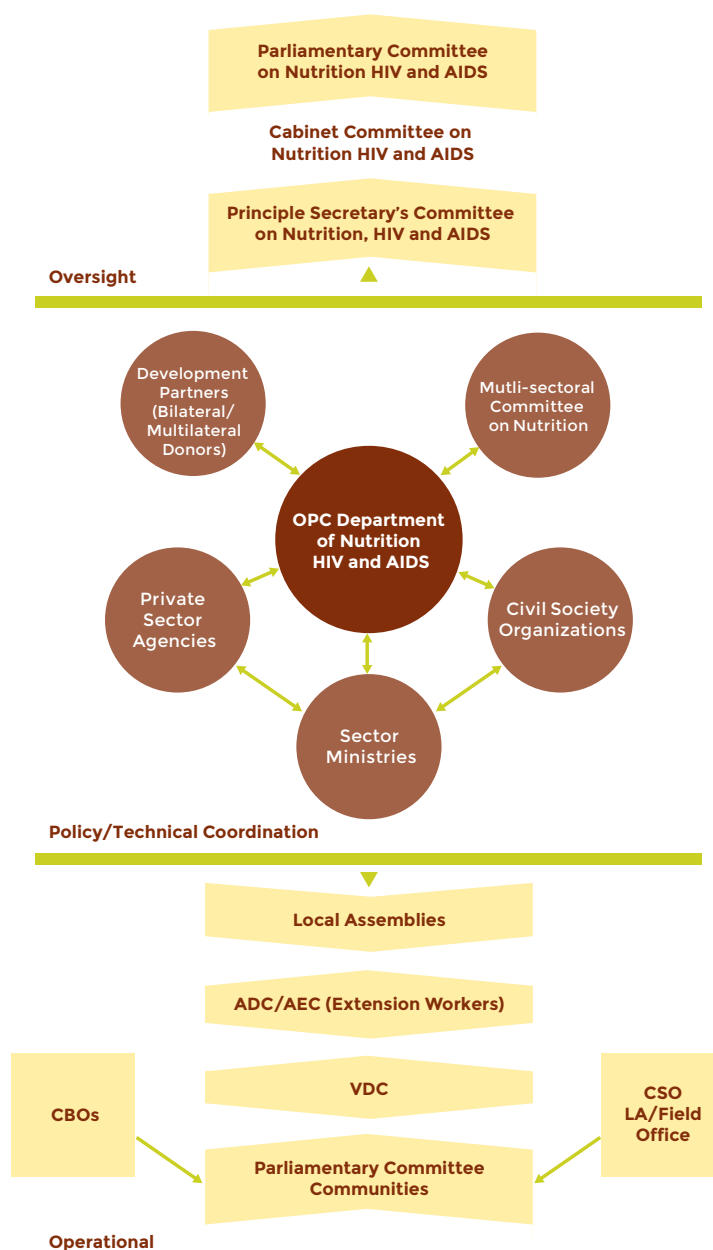 Parliamentary Committee
on Nutrition HIV and AIDS
Cabinet Committee on
Nutrition HIV and AIDS
Principle Secretary's Committee
on Nutrition, HIV and AIDS
Oversight
Development
Partners
(Bilateral/
Multilateral
Donors)
Mutli-sectoral
Committee
on Nutrition
OPC Department
of Nutrition
HIV and AIDS
Private
Sector
Agencies
Civil Society
Organizations
Sector
Ministries
Policy/Technical Coordination
Local Assemblies
ADC/AEC (Extension Workers)
VDC
CBOs
CSO
LA/Field
Office
Parliamentary Committee
Communities
Operational